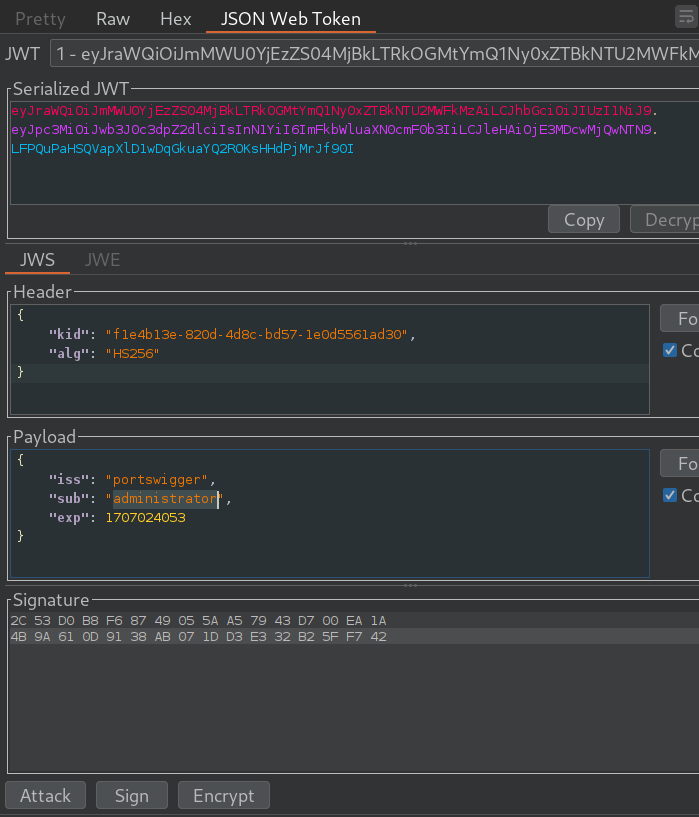 Pretty Raw Hex JSON Web Token
JWT 1 - eyJraWQiOiJmMWU0YjEzZS04MjBkLTRkOGMtYmQ1Ny0xZTBkNTU2MWFkM
Serialized JWT
eyJraWQiOiJmMWU0YjEzZS04MjBkLTRkOGMtYmQ1Ny0xZTBkNTU2MWFkMzAiLCJhbGciOiJIUzI1NiJ9.
eyJpc3MiOiJwb3J0c3dpZ2dlciIsInN1YiI6ImFkbWluaXN0cmF0b3IiLCJleHAiOjE3MDcwMjQwNTN9.
LFPQuPaHSQVapXlD1wDqGkuaYQ2ROKsHHdPjMrJf90I
Copy Decryp
JWS JWE
Header
{
"kid": "f1e4b13e-820d-4d8c-bd57-1e0d5561ad30",
"alg": "HS256"
}
Fo
Co
Payload
{
"iss": "portswigger",
"sub": "administrator",
"exp": 1707024053
}
Fo
Co
Signature
2C 53 D0 B8 F6 87 49 05 5A A5 79 43 D7 00 EA 1A
4B 9A 61 0D 91 38 AB 07 1D D3 E3 32 B2 5F F7 42
Attack Sign Encrypt